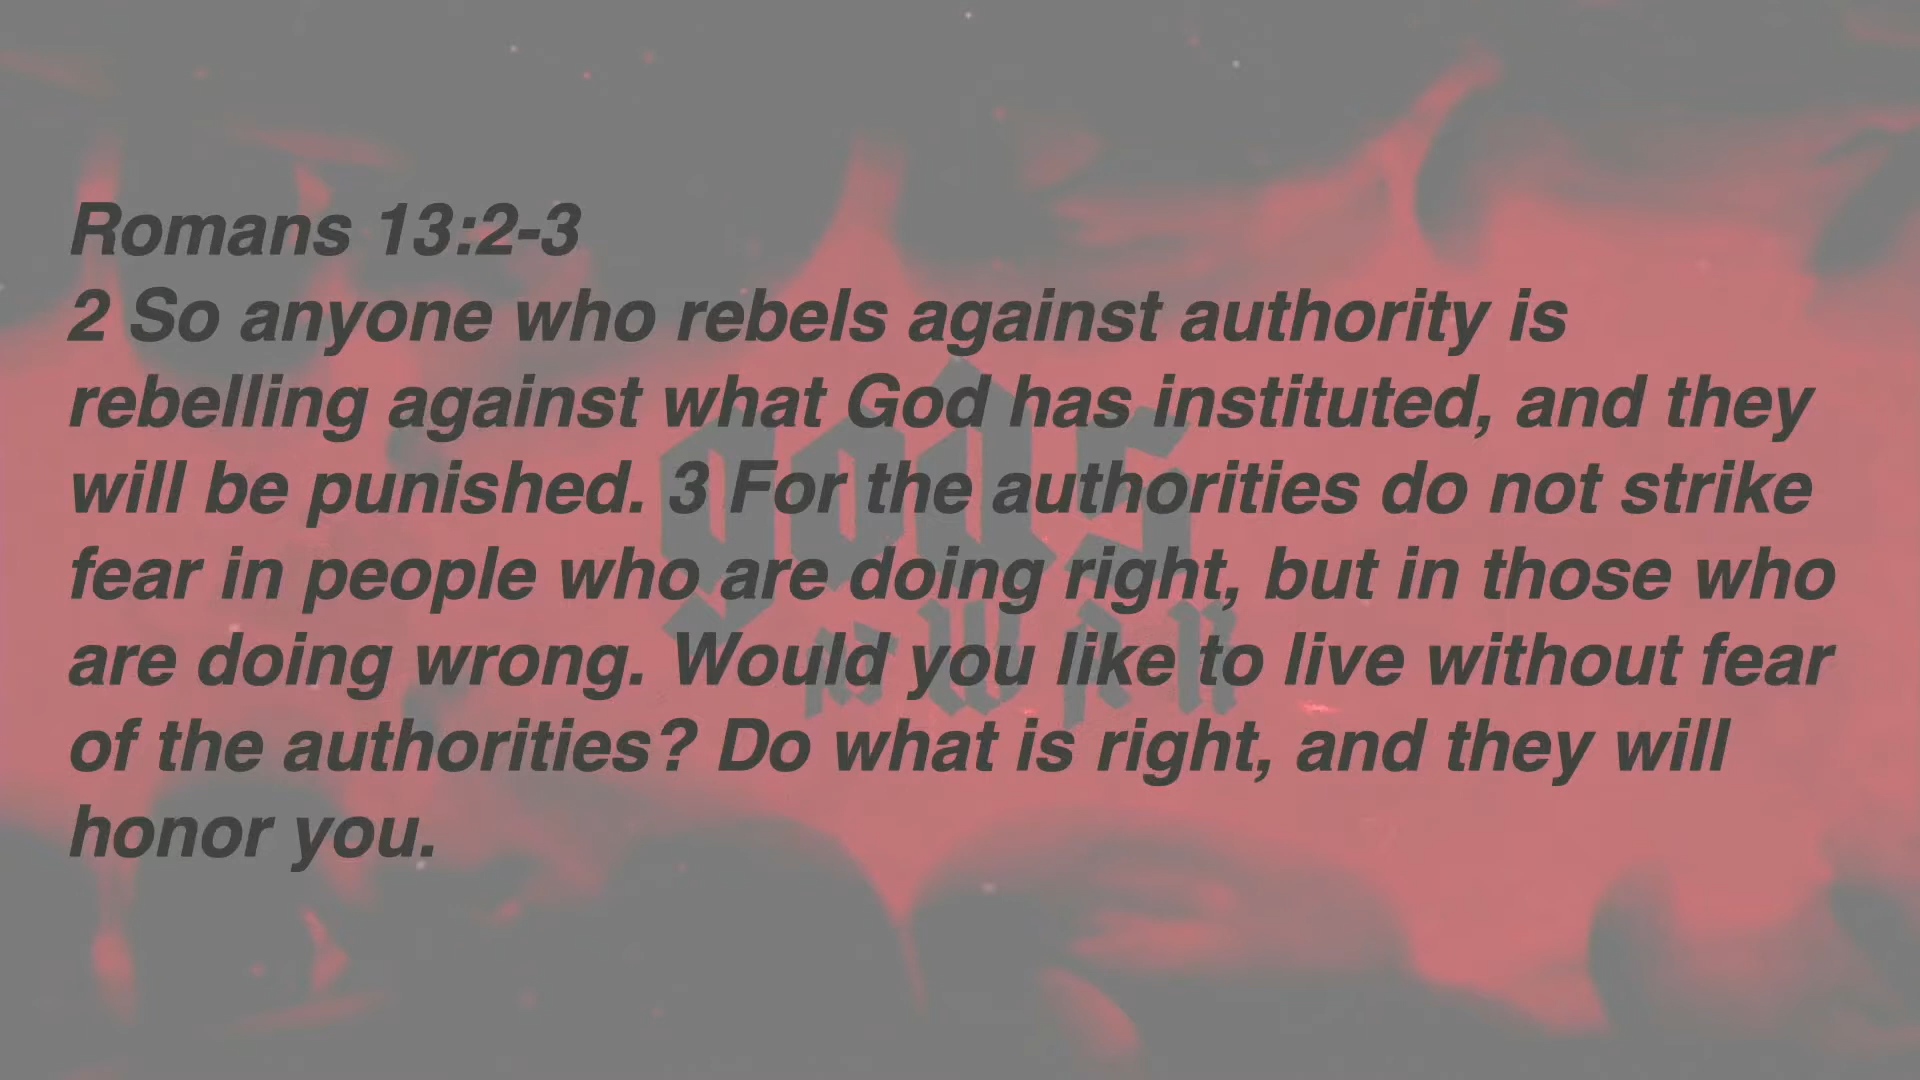 Romans 13:2-3
2 So anyone who rebels against authority is
rebelling against what God has instituted, and they
will be punished. 3 For the authorities do not strike
fear in people who are doing right, but in those who
are doing wrong. Would you like to live without fear
of the authorities? Do what is right, and they will
honor you.
gods